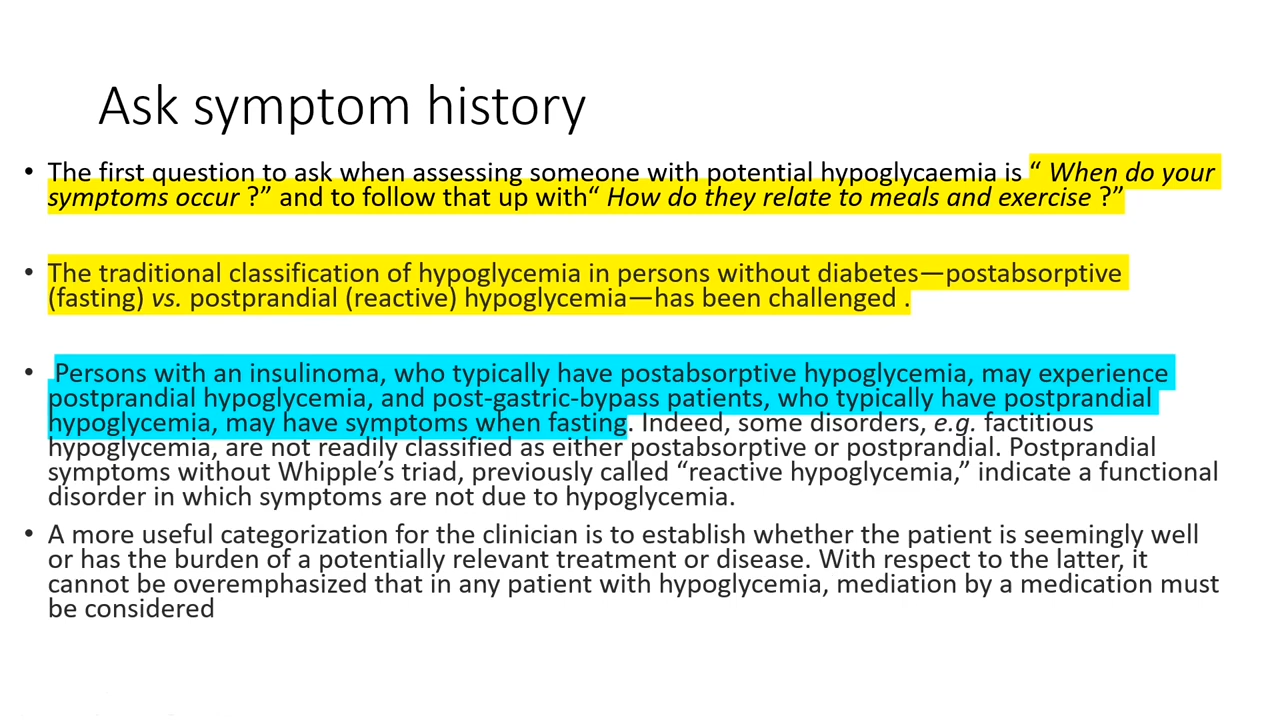 Ask symptom history
• The first question to ask when assessing someone with potential hypoglycaemia is “ When do your
symptoms occur ?” and to follow that up with“ How do they relate to meals and exercise ?”
• The traditional classification of hypoglycemia in persons without diabetes—postabsorptive
(fasting) vs. postprandial (reactive) hypoglycemia—has been challenged .
• Persons with an insulinoma, who typically have postabsorptive hypoglycemia, may experience
postprandial hypoglycemia, and post-gastric-bypass patients, who typically have postprandial
hypoglycemia, may have symptoms when fasting. Indeed, some disorders, e.g. factitious
hypoglycemia, are not readily classified as either postabsorptive or postprandial. Postprandial
symptoms without Whipple’s triad, previously called “reactive hypoglycemia,” indicate a functional
disorder in which symptoms are not due to hypoglycemia.
• A more useful categorization for the clinician is to establish whether the patient is seemingly well
or has the burden of a potentially relevant treatment or disease. With respect to the latter, it
cannot be overemphasized that in any patient with hypoglycemia, mediation by a medication must
be considered